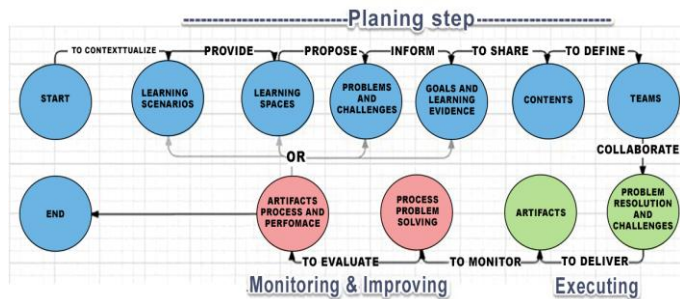 Planing step
TO CONTEXTTUALIZE
PROVIDE
PROPOSE
INFORM
TO SHARE
TO DEFINE
START
LEARNING
SCENARIOS
LEARNING
SPACES
PROBLEMS
AND
CHALLENGES
GOALS AND
LEARNING
EVIDENCE
CONTENTS
TEAMS
OR
COLLABORATE
END
ARTIFACTS
PROCESS AND
PERFOMACE
PROCESS
PROBLEM
SOLVING
ARTIFACTS
PROBLEM
RESOLUTION
AND
CHALLENGES
TO EVALUATE
TO MONITOR
TO DELIVER
Monitoring & Improving
Executing